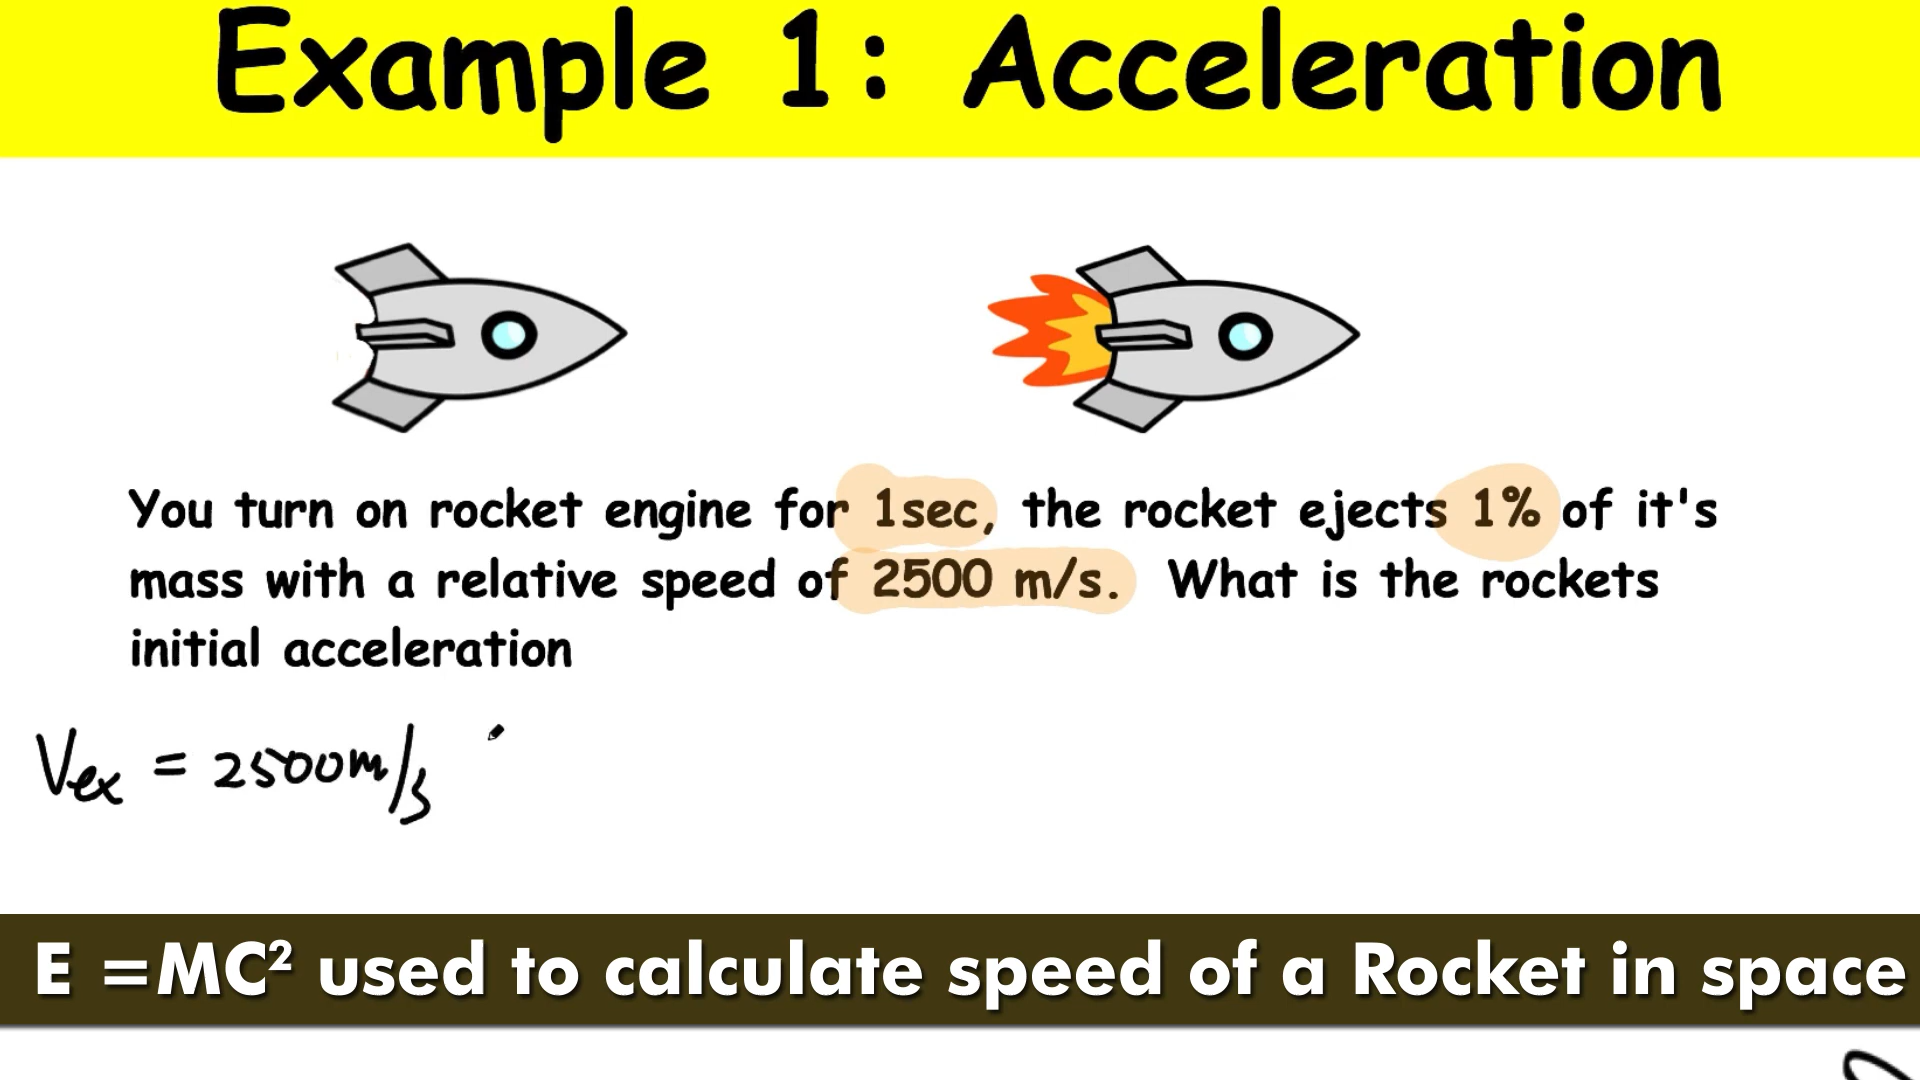 Example 1: Acceleration
You turn on rocket engine for 1sec, the rocket ejects 1% of it's
mass with a relative speed of 2500 m/s. What is the rockets
initial acceleration
Vex = 2500m/s
E =MC² used to calculate speed of a Rocket in space